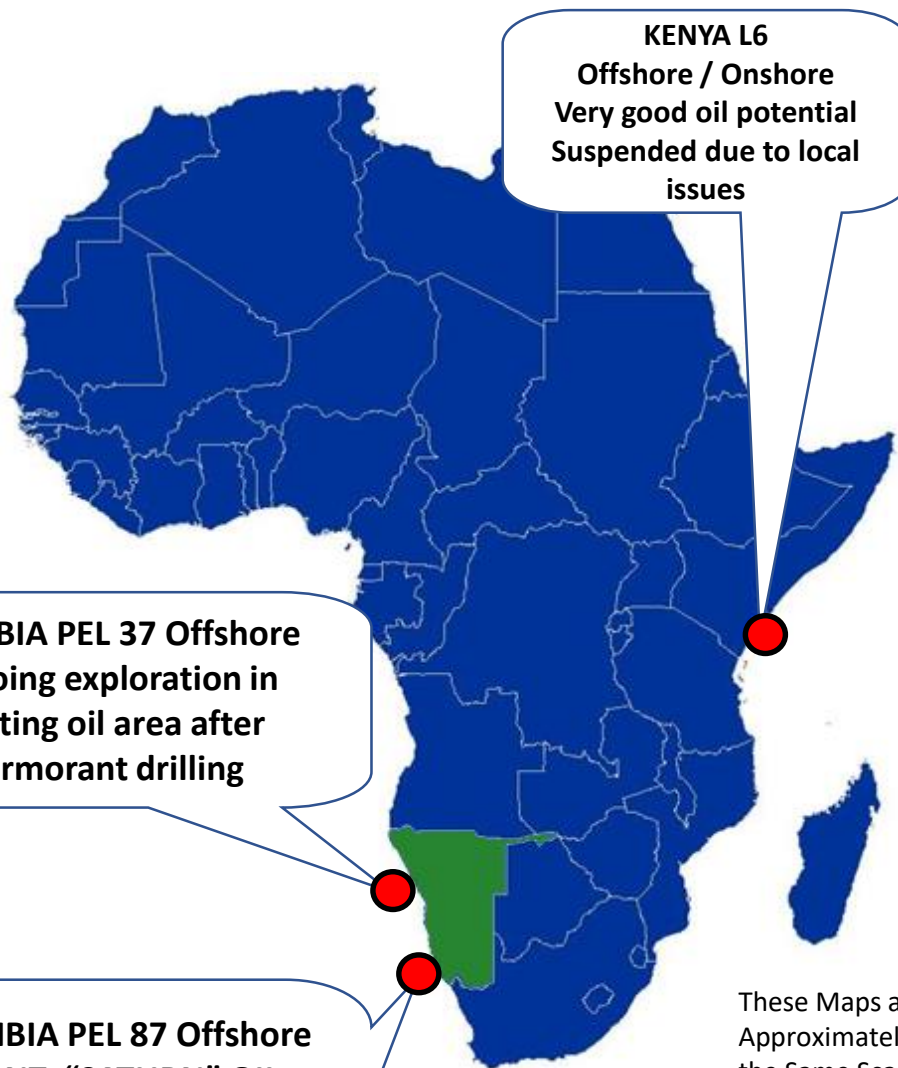 KENYA L6
Offshore / Onshore
Very good oil potential
Suspended due to local
issues
BIA PEL 37 Offshore
ing exploration in
ting oil area after
rmorant drilling
IBIA PEL 87 Offshore
These Maps a
Approximatel